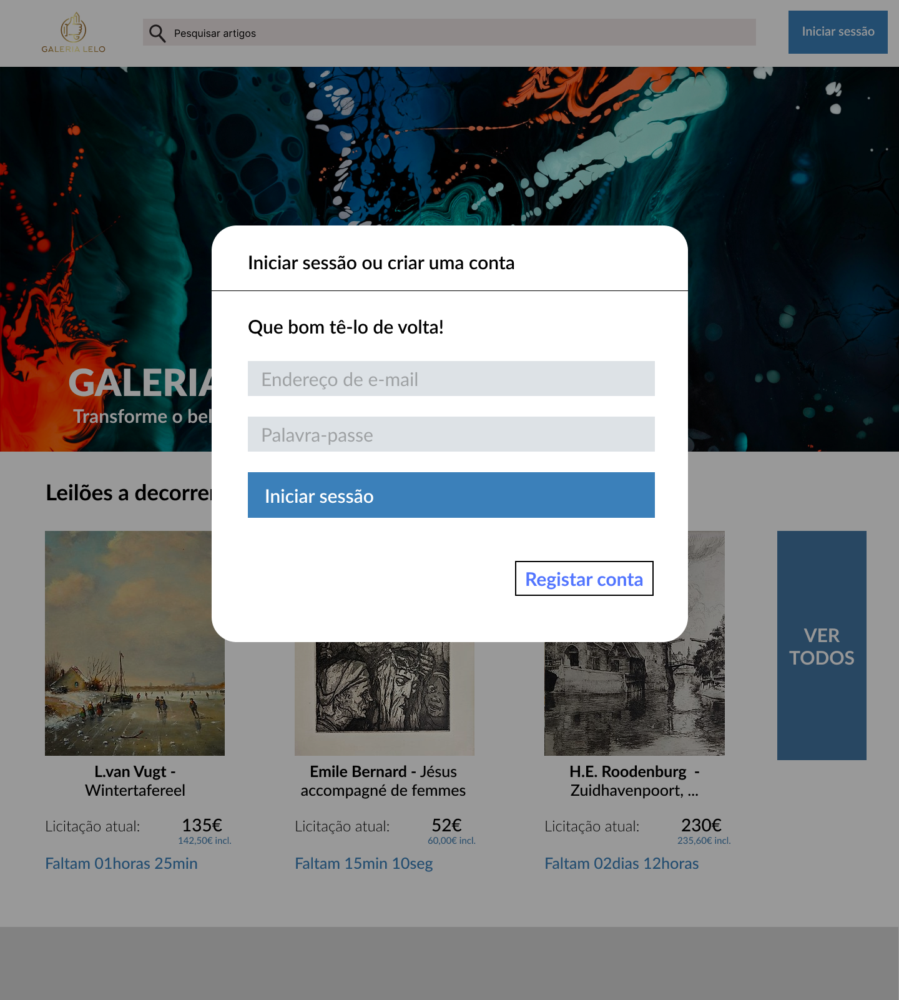 GALERIA LELO
Pesquisar artigos
Iniciar sessão
Iniciar sessão ou criar uma conta
Que bom tê-lo de volta!
Endereço de e-mail
Palavra-passe
Iniciar sessão
Registar conta
GALERIA
Transforme o bel
Leilões a decorrer
VER
TODOS
L.van Vugt -
Wintertafereel
Licitação atual: 135€
142,50€ incl.
Faltam 01horas 25min
Emile Bernard - Jésus
accompagné de femmes
Licitação atual: 52€
60,00€ incl.
Faltam 15min 10seg
H.E. Roodenburg -
Zuidhavenpoort, ...
Licitação atual: 230€
235,60€ incl.
Faltam 02dias 12horas